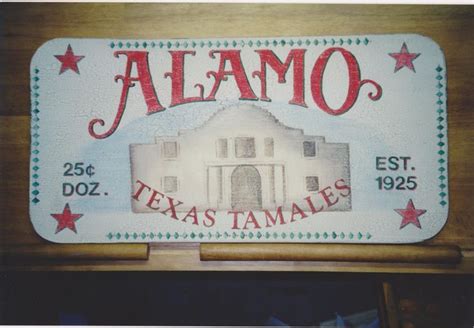 ALAMO
25¢
DOZ.
EST.
1925
TEXAS TAMALES